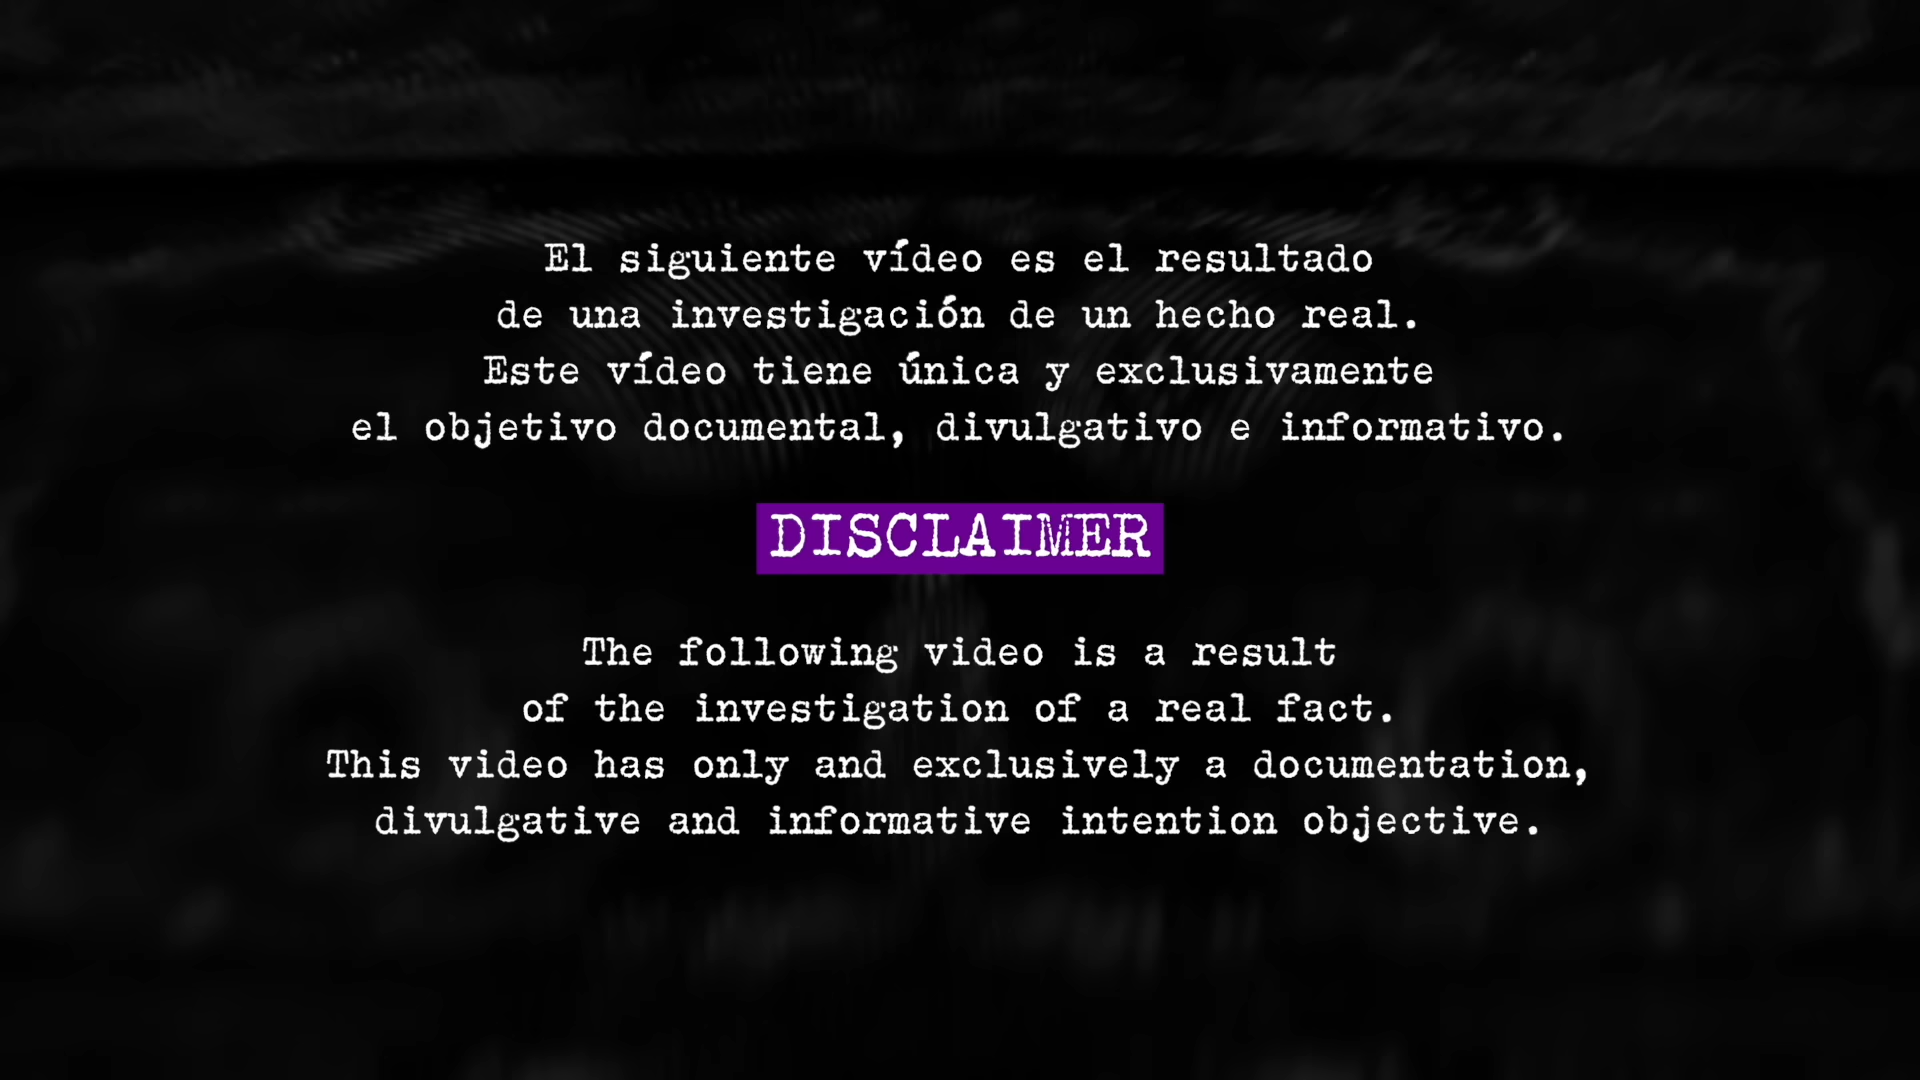 El siguiente vídeo es el resultado
de una investigación de un hecho real.
Este vídeo tiene única y exclusivamente
el objetivo documental, divulgativo e informativo.
DISCLAIMER
The following video is a result
of the investigation of a real fact.
This video has only and exclusively a documentation,
divulgative and informative intention objective.